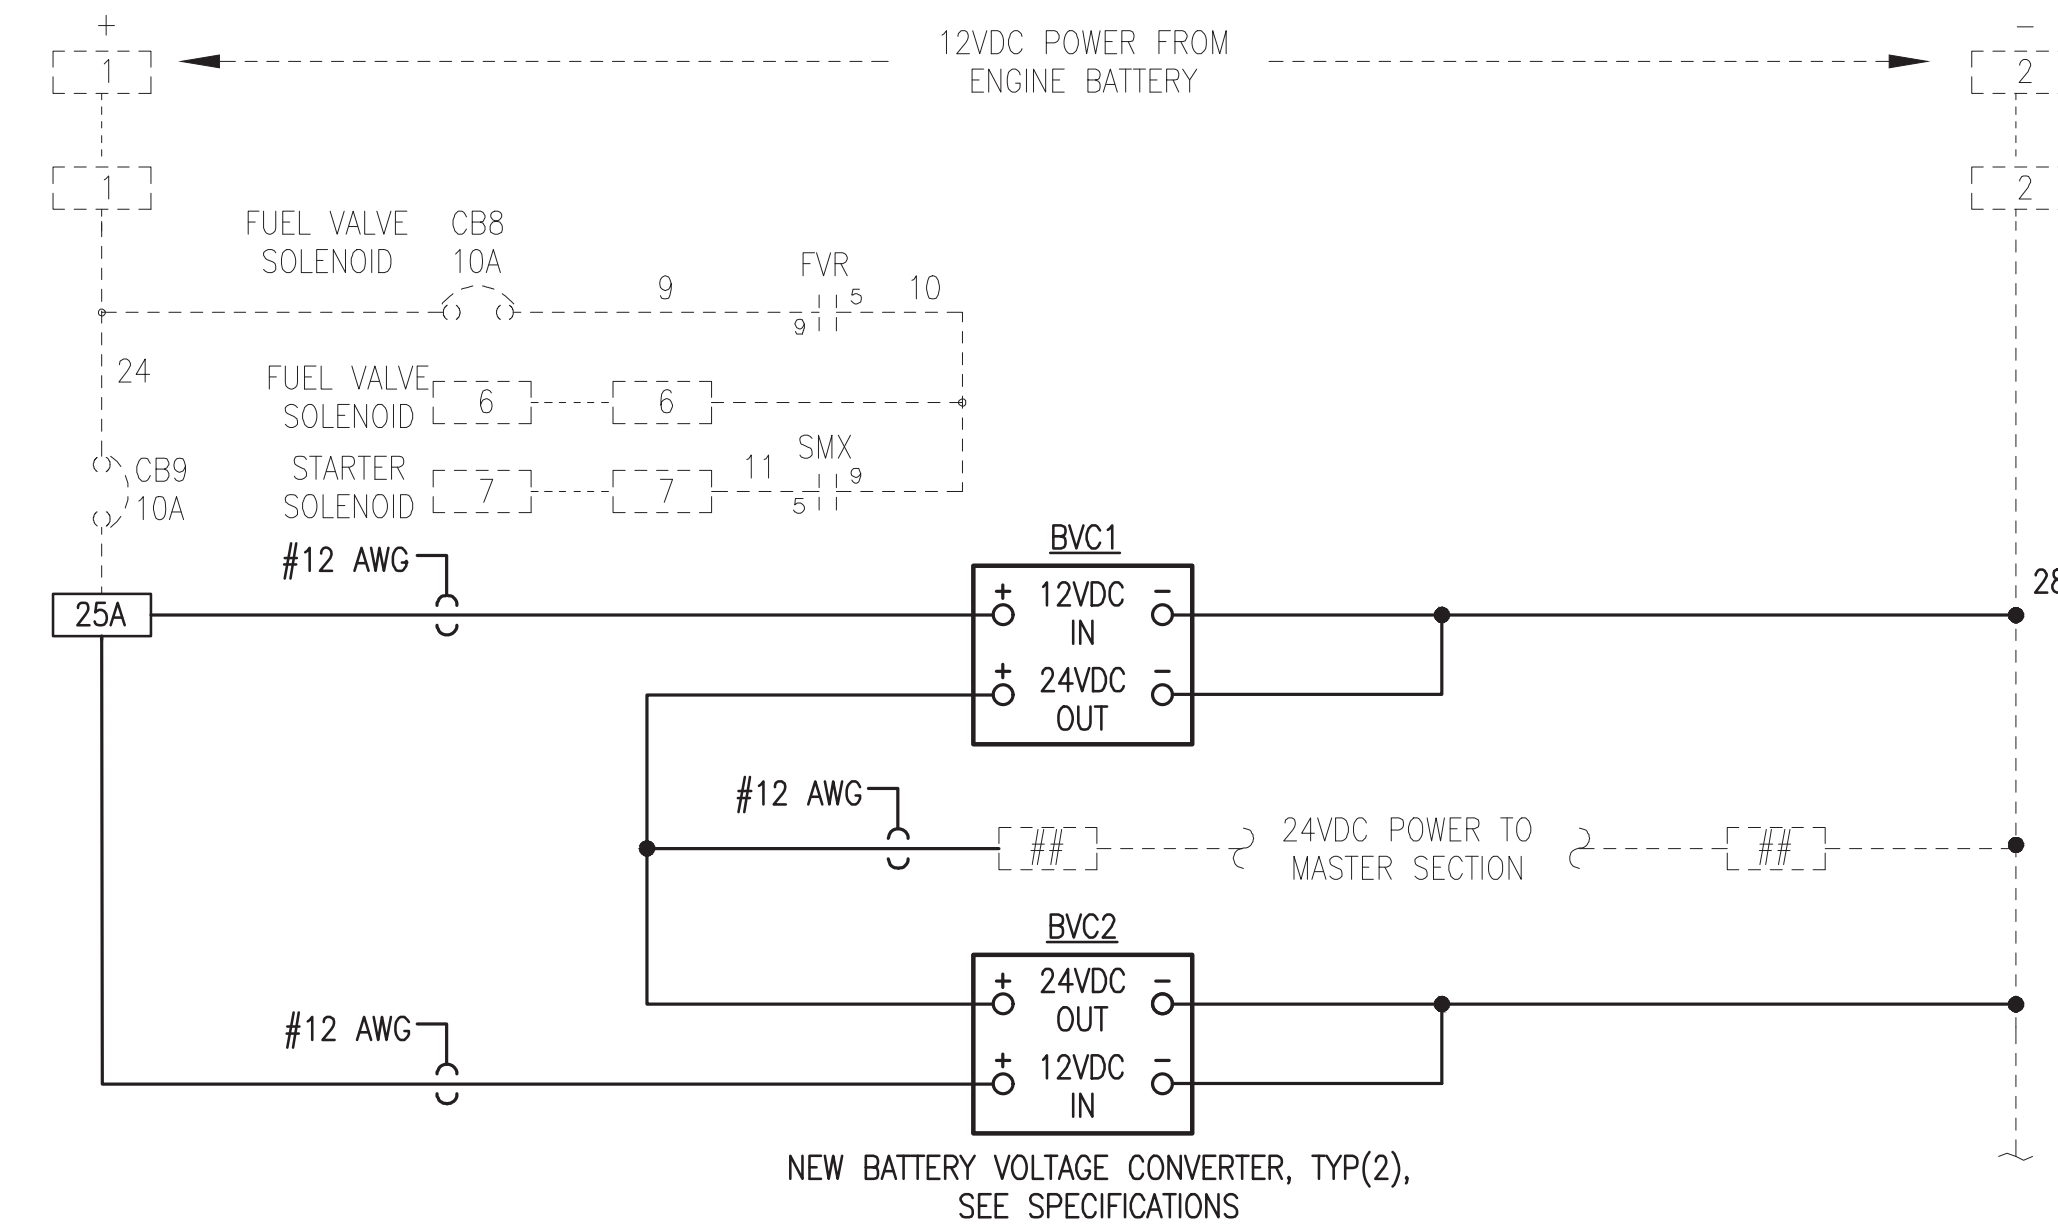 +
−
12VDC POWER FROM
ENGINE BATTERY
1
2
1
2
FUEL VALVE
SOLENOID
CB8
10A
FVR
9
5
10
9
24
FUEL VALVE
SOLENOID
6
6
SMX
STARTER
SOLENOID
7
7
11
9
5
CB9
10A
BVC1
#12 AWG
28
25A
+
12VDC
IN
−
+
24VDC
OUT
−
#12 AWG
##
24VDC POWER TO
MASTER SECTION
##
BVC2
+
24VDC
OUT
−
#12 AWG
+
12VDC
IN
−
NEW BATTERY VOLTAGE CONVERTER, TYP(2),
SEE SPECIFICATIONS